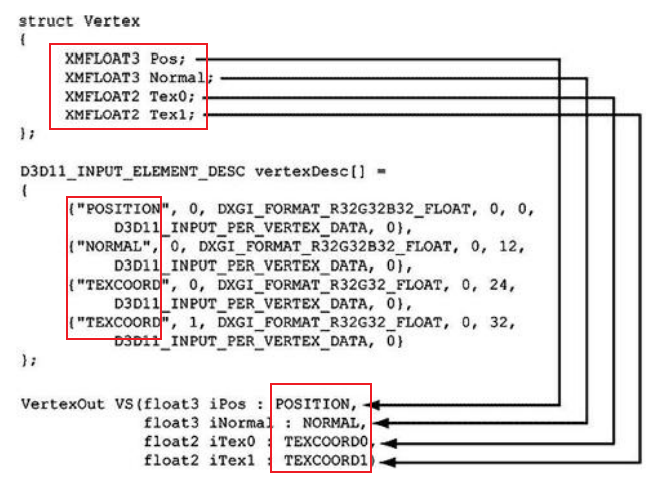 struct Vertex
{
XMFLOAT3 Pos;
XMFLOAT3 Normal;
XMFLOAT2 Tex0;
XMFLOAT2 Tex1;
};
D3D11_INPUT_ELEMENT_DESC vertexDesc[] =
{
{"POSITION", 0, DXGI_FORMAT_R32G32B32_FLOAT, 0, 0,
D3D11_INPUT_PER_VERTEX_DATA, 0},
{"NORMAL", 0, DXGI_FORMAT_R32G32B32_FLOAT, 0, 12,
D3D11_INPUT_PER_VERTEX_DATA, 0},
{"TEXCOORD", 0, DXGI_FORMAT_R32G32_FLOAT, 0, 24,
D3D11_INPUT_PER_VERTEX_DATA, 0},
{"TEXCOORD", 1, DXGI_FORMAT_R32G32_FLOAT, 0, 32,
D3D11_INPUT_PER_VERTEX_DATA, 0}
};
VertexOut VS(float3 iPos : POSITION,
float3 iNormal : NORMAL,
float2 iTex0 : TEXCOORD0,
float2 iTex1 : TEXCOORD1)